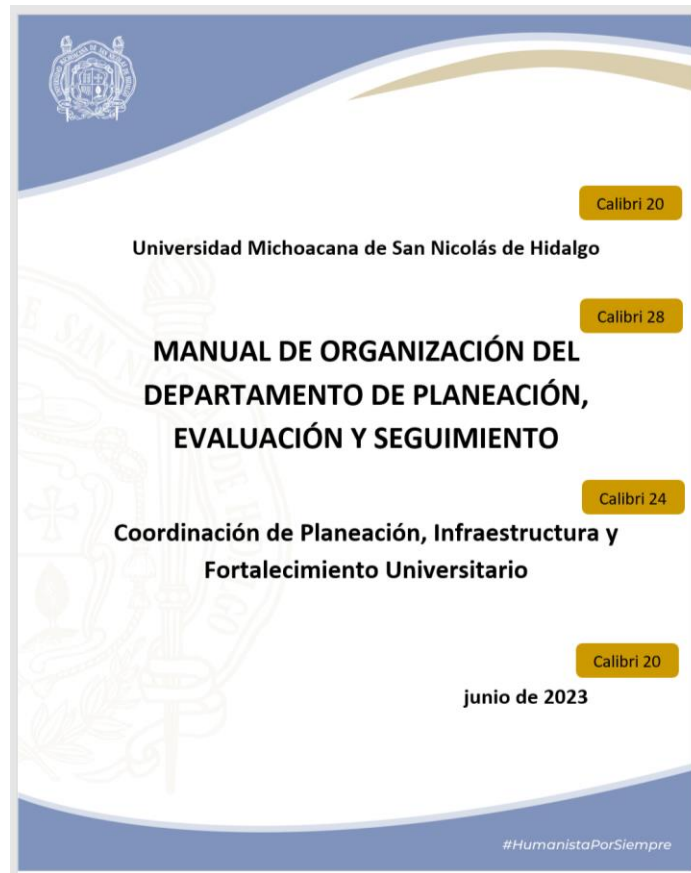 Calibri 20
Universidad Michoacana de San Nicolás de Hidalgo
Calibri 28
MANUAL DE ORGANIZACIÓN DEL
DEPARTAMENTO DE PLANEACIÓN,
EVALUACIÓN Y SEGUIMIENTO
Calibri 24
Coordinación de Planeación, Infraestructura y
Fortalecimiento Universitario
Calibri 20
junio de 2023
#HumanistaPorSiempre